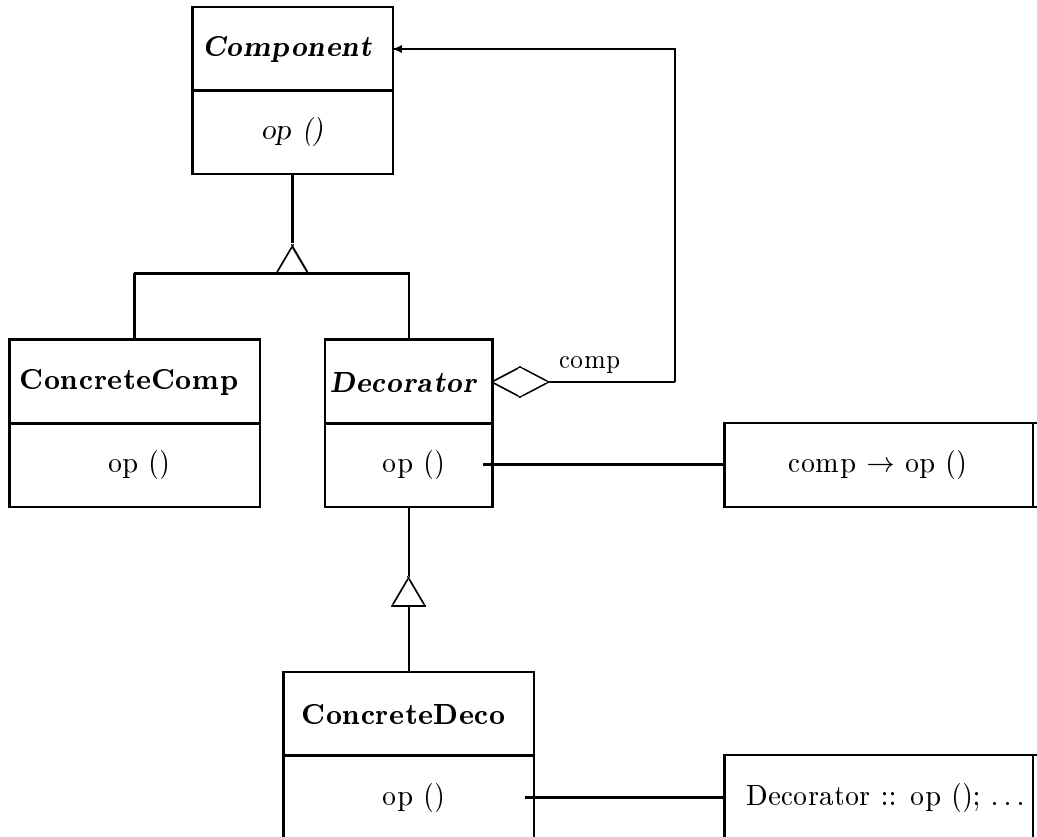 Component
op ()
comp
ConcreteComp
Decorator
op ()
op ()
comp → op ()
ConcreteDeco
op ()
Decorator :: op (); ...